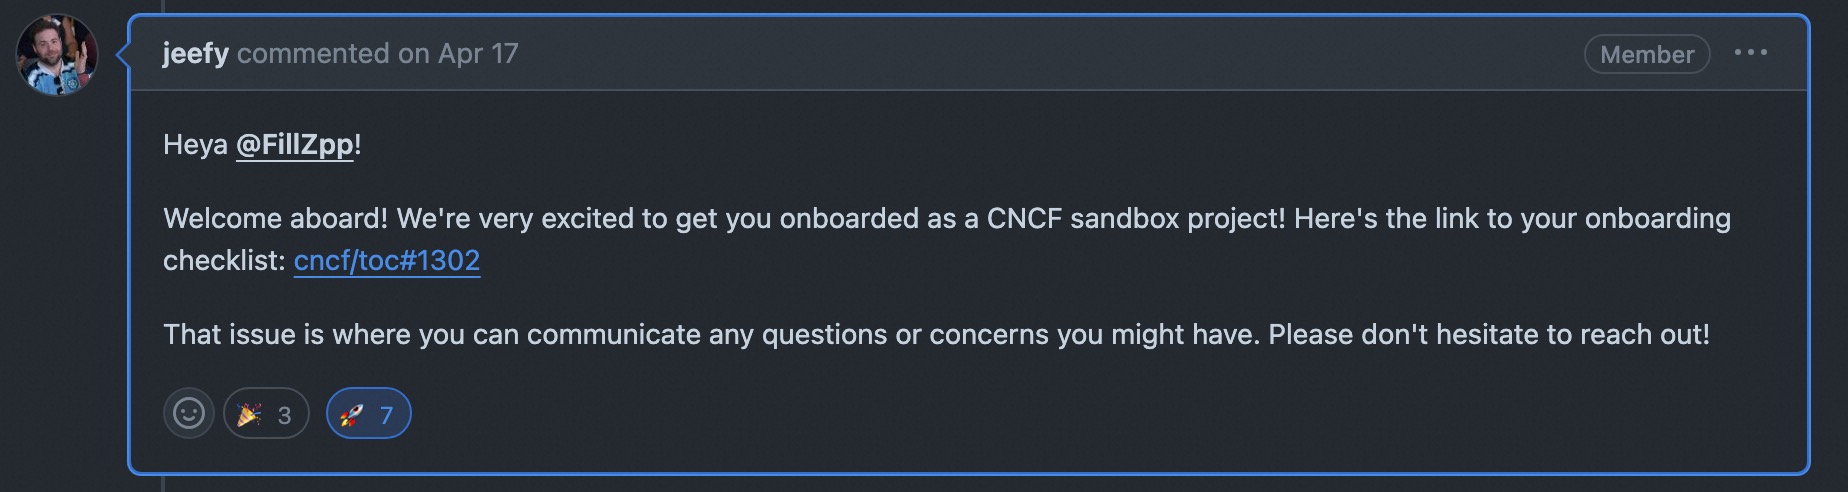 jeefy commented on Apr 17
Member
Heya @FillZpp!
Welcome aboard! We're very excited to get you onboarded as a CNCF sandbox project! Here's the link to your onboarding
checklist: cncf/toc#1302
That issue is where you can communicate any questions or concerns you might have. Please don't hesitate to reach out!
3
7